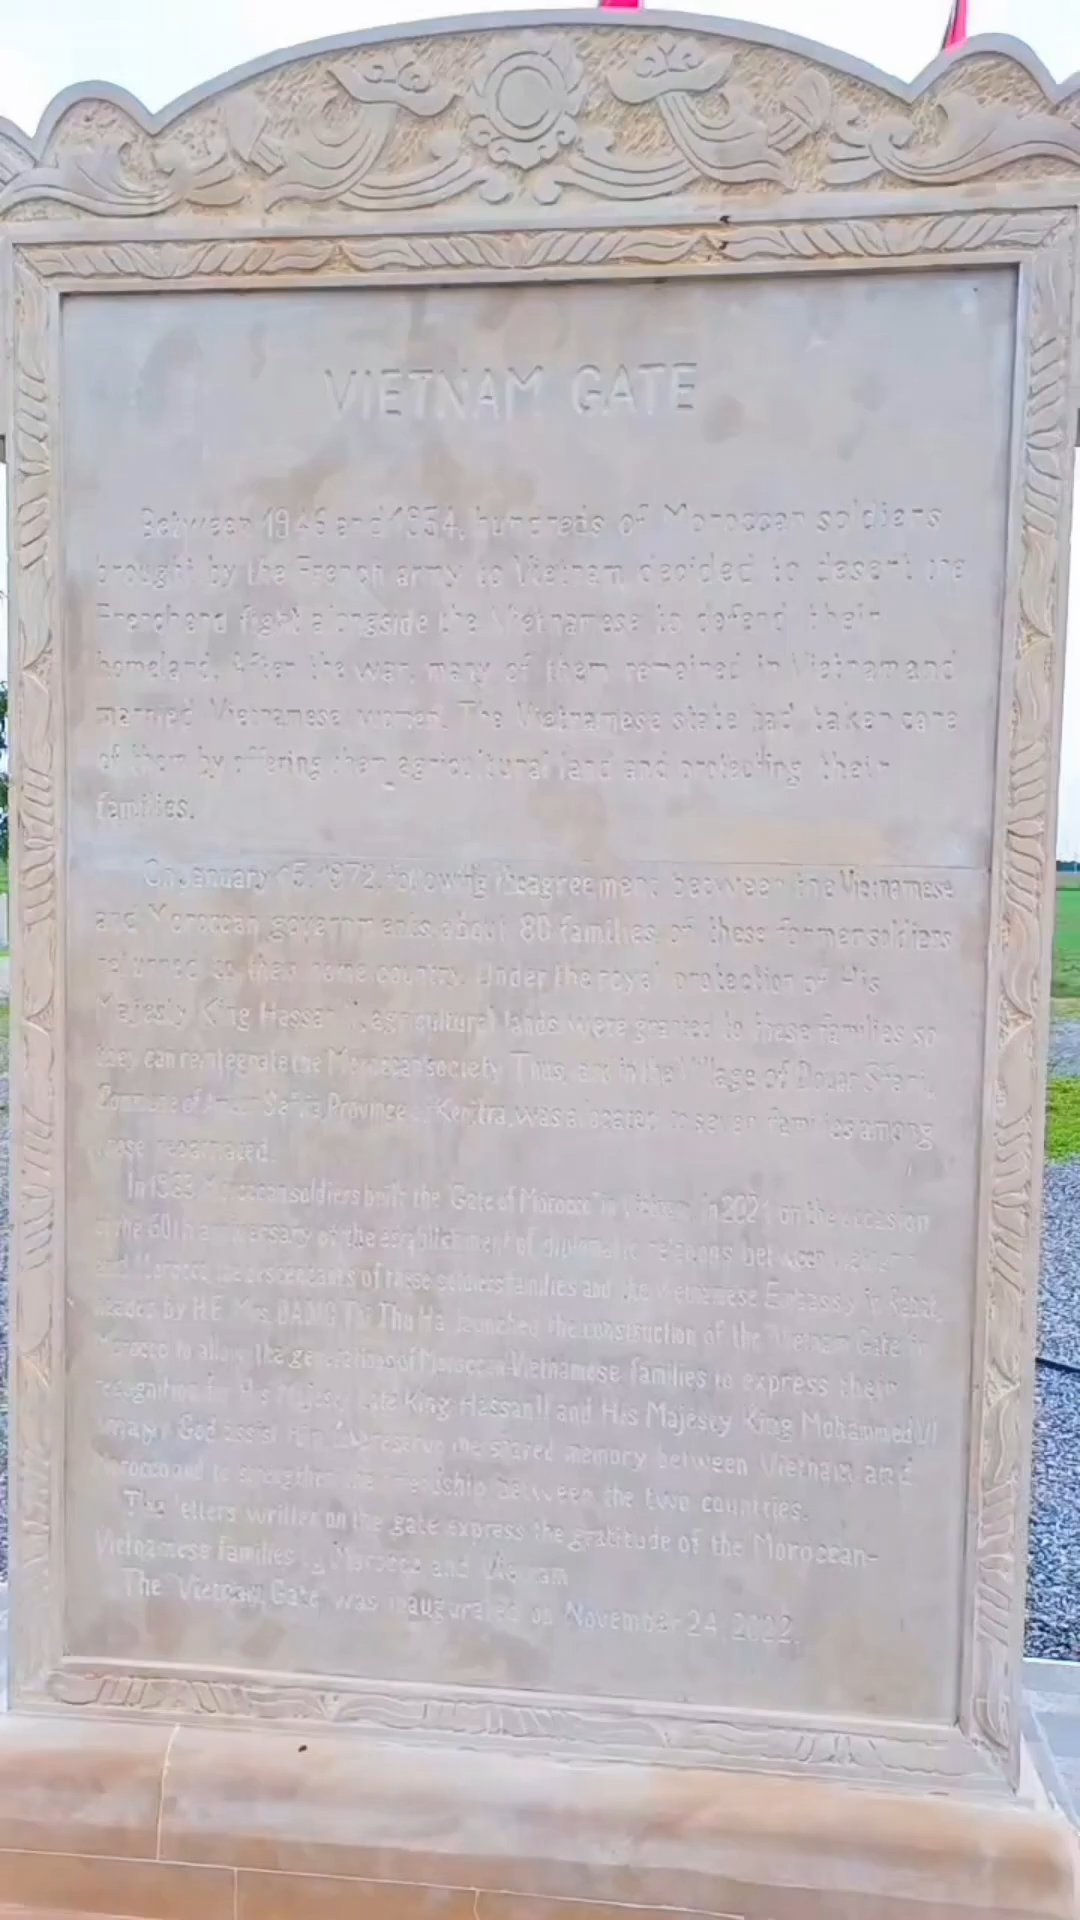 VIETNAM GATE
Between 1946 and 1954, hundreds of Moroccan soldiers
brought by the French army to Vietnam decided to desert the
French and fight alongside the Vietnamese to defend their
homeland. After the war, many of them remained in Vietnam and
married Vietnamese women. The Vietnamese state had taken care
of them by offering them agricultural land and protecting their
families.
On January 15, 1972, following the agreement between the Vietnamese
and Moroccan governments, about 80 families of these former soldiers
returned to their home country. Under the royal protection of His
Majesty King Hassan II, agricultural lands were granted to these families so
they can reintegrate the Moroccan society. Thus, land in the Village of Douar Sfari,
Commune of Safita, Province of Kenitra, was allocated to seven families among
those repatriated.
In Moroccan soldiers built the "Gate of Morocco" in Vietnam. In 2021 on the occasion
of the 60th anniversary of the establishment of diplomatic relations between Vietnam
and Morocco, the descendants of these soldiers families and the Vietnamese Embassy in Rabat,
headed by H.E. Mrs. DANG Thi Thu Ha, launched the construction of the "Vietnam Gate" in
Morocco to allow the generations of Moroccan-Vietnamese families to express their
recognition for His Majesty Late King Hassan II and His Majesty King Mohammed VI
(may God assist Him), to preserve the shared memory between Vietnam and
Morocco and to strengthen the friendship between the two countries.
The letters written on the gate express the gratitude of the Moroccan-
Vietnamese families to Morocco and Vietnam
The "Vietnam Gate" was inaugurated on November 24, 2022.